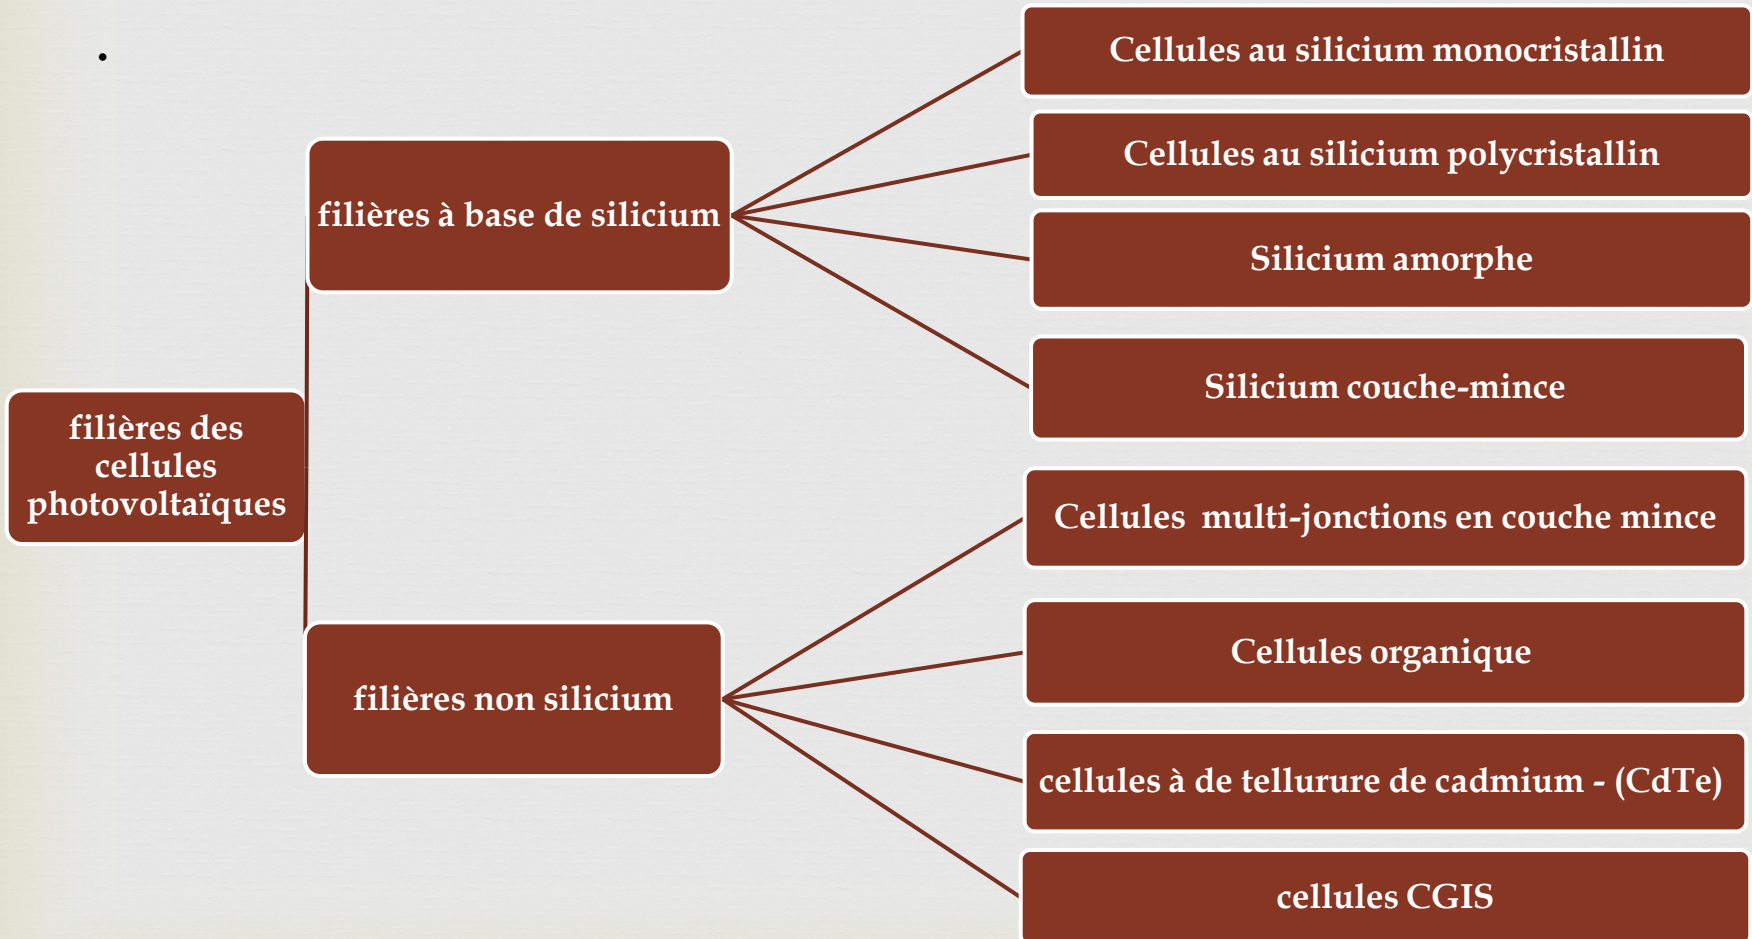 .
Cellules au silicium monocristallin
Cellules au silicium polycristallin
filières à base de silicium
Silicium amorphe
Silicium couche-mince
filières des
cellules
photovoltaïques
Cellules  multi-jonctions en couche mince
Cellules organique
filières non silicium
cellules à de tellurure de cadmium - (CdTe)
cellules CGIS